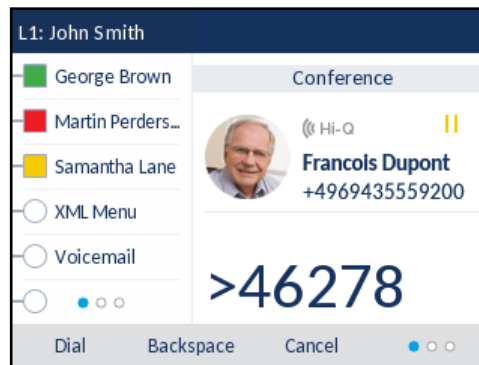 L1: John Smith
George Brown
Martin Perders...
Samantha Lane
XML Menu
Voicemail
Conference
Hi-Q
Francois Dupont
+4969435559200
>46278
Dial Backspace Cancel